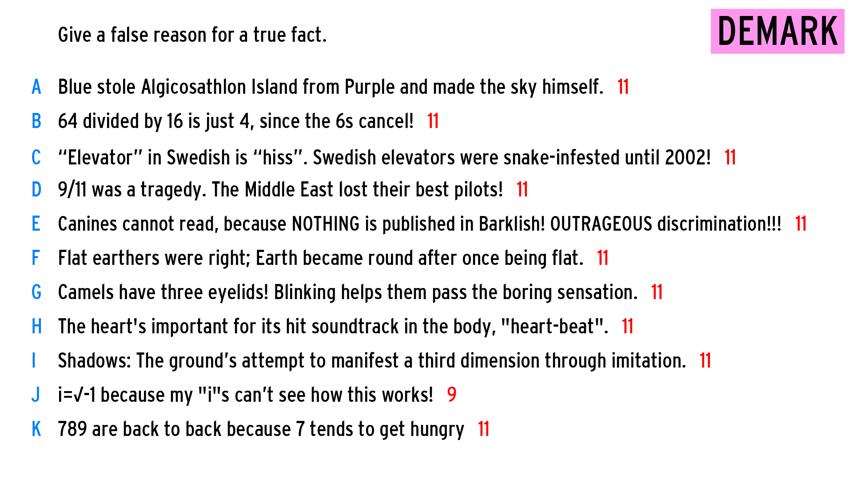 Give a false reason for a true fact.
DEMARK
A Blue stole Algicosathlon Island from Purple and made the sky himself. 11
B 64 divided by 16 is just 4, since the 6s cancel! 11
C “Elevator” in Swedish is “hiss”. Swedish elevators were snake-infested until 2002! 11
D 9/11 was a tragedy. The Middle East lost their best pilots! 11
E Canines cannot read, because NOTHING is published in Barklish! OUTRAGEOUS discrimination!!! 11
F Flat earthers were right; Earth became round after once being flat. 11
G Camels have three eyelids! Blinking helps them pass the boring sensation. 11
H The heart's important for its hit soundtrack in the body, "heart-beat". 11
I Shadows: The ground’s attempt to manifest a third dimension through imitation. 11
J i=√-1 because my "i"s can’t see how this works! 9
K 789 are back to back because 7 tends to get hungry 11